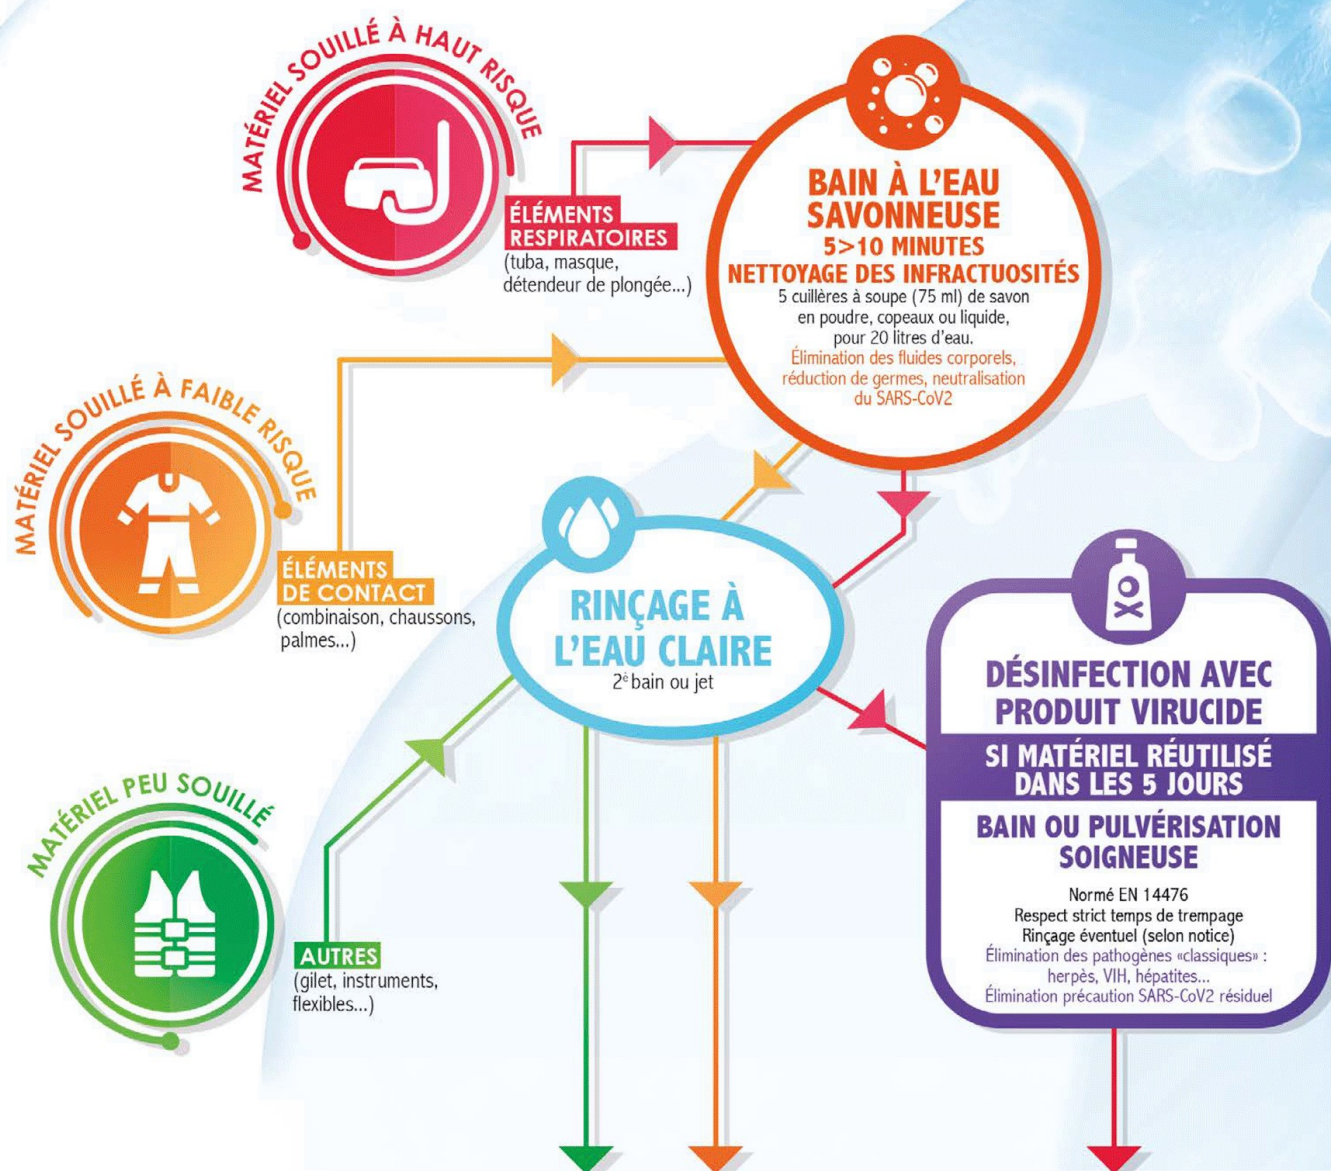 MATÉRIEL SOUILLÉ À HAUT RISQUE
ÉLÉMENTS
RESPIRATOIRES
(tuba, masque,
détendeur de plongée...)
BAIN À L'EAU
SAVONNEUSE
5>10 MINUTES
NETTOYAGE DES INFRACTUOSITÉS
5 cuillères à soupe (75 ml) de savon
en poudre, copeaux ou liquide,
pour 20 litres d'eau.
Élimination des fluides corporels,
réduction de germes, neutralisation
du SARS-CoV2
MATÉRIEL SOUILLÉ À FAIBLE RISQUE
ÉLÉMENTS
DE CONTACT
(combinaison, chaussons,
palmes...)
RINÇAGE À
L'EAU CLAIRE
2è bain ou jet
DÉSINFECTION AVEC
PRODUIT VIRUCIDE
SI MATÉRIEL RÉUTILISÉ
DANS LES 5 JOURS
BAIN OU PULVÉRISATION
SOIGNEUSE
Normé EN 14476
Respect strict temps de trempage
Rinçage éventuel (selon notice)
Élimination des pathogènes «classiques» :
herpès, VIH, hépatites...
Élimination précaution SARS-CoV2 résiduel
MATÉRIEL PEU SOUILLÉ
AUTRES
(gilet, instruments,
flexibles...)